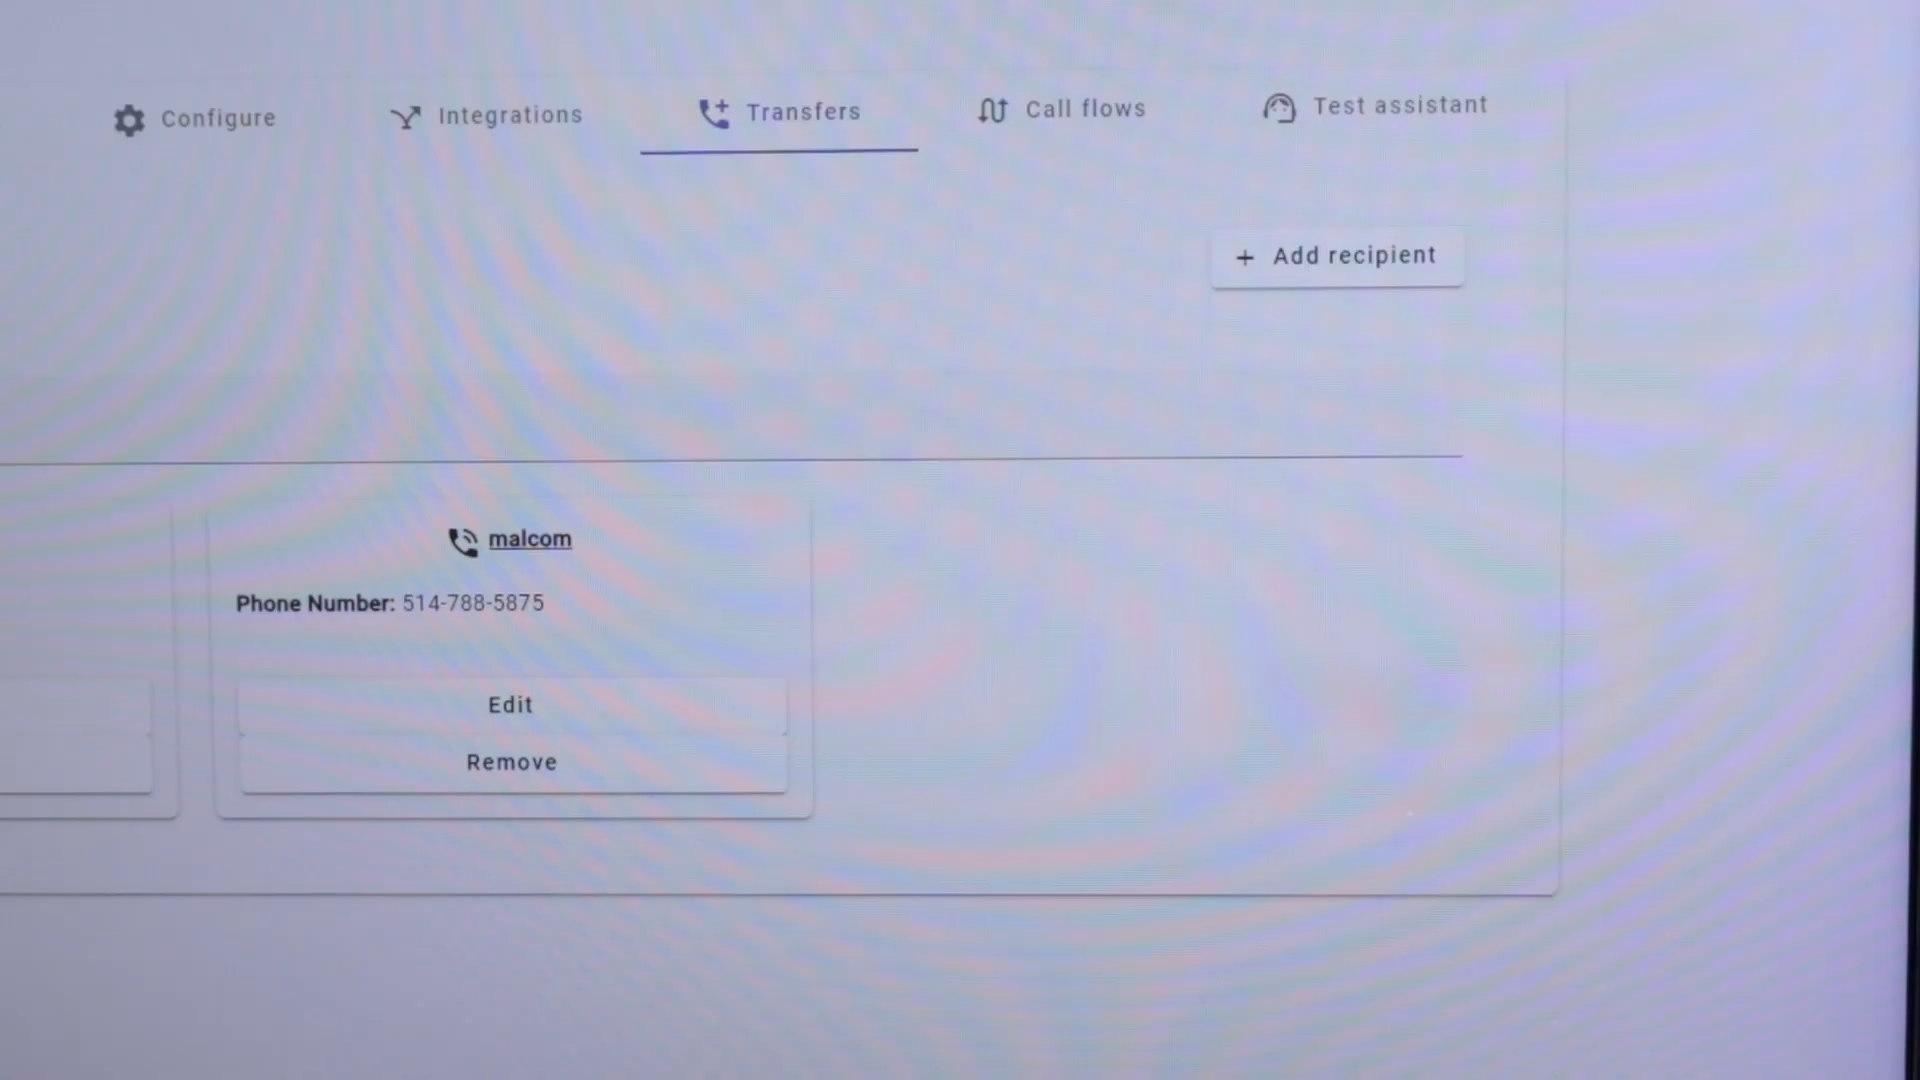 Configure Integrations Transfers Call flows Test assistant
+ Add recipient
malcom
Phone Number: 514-788-5875
Edit
Remove